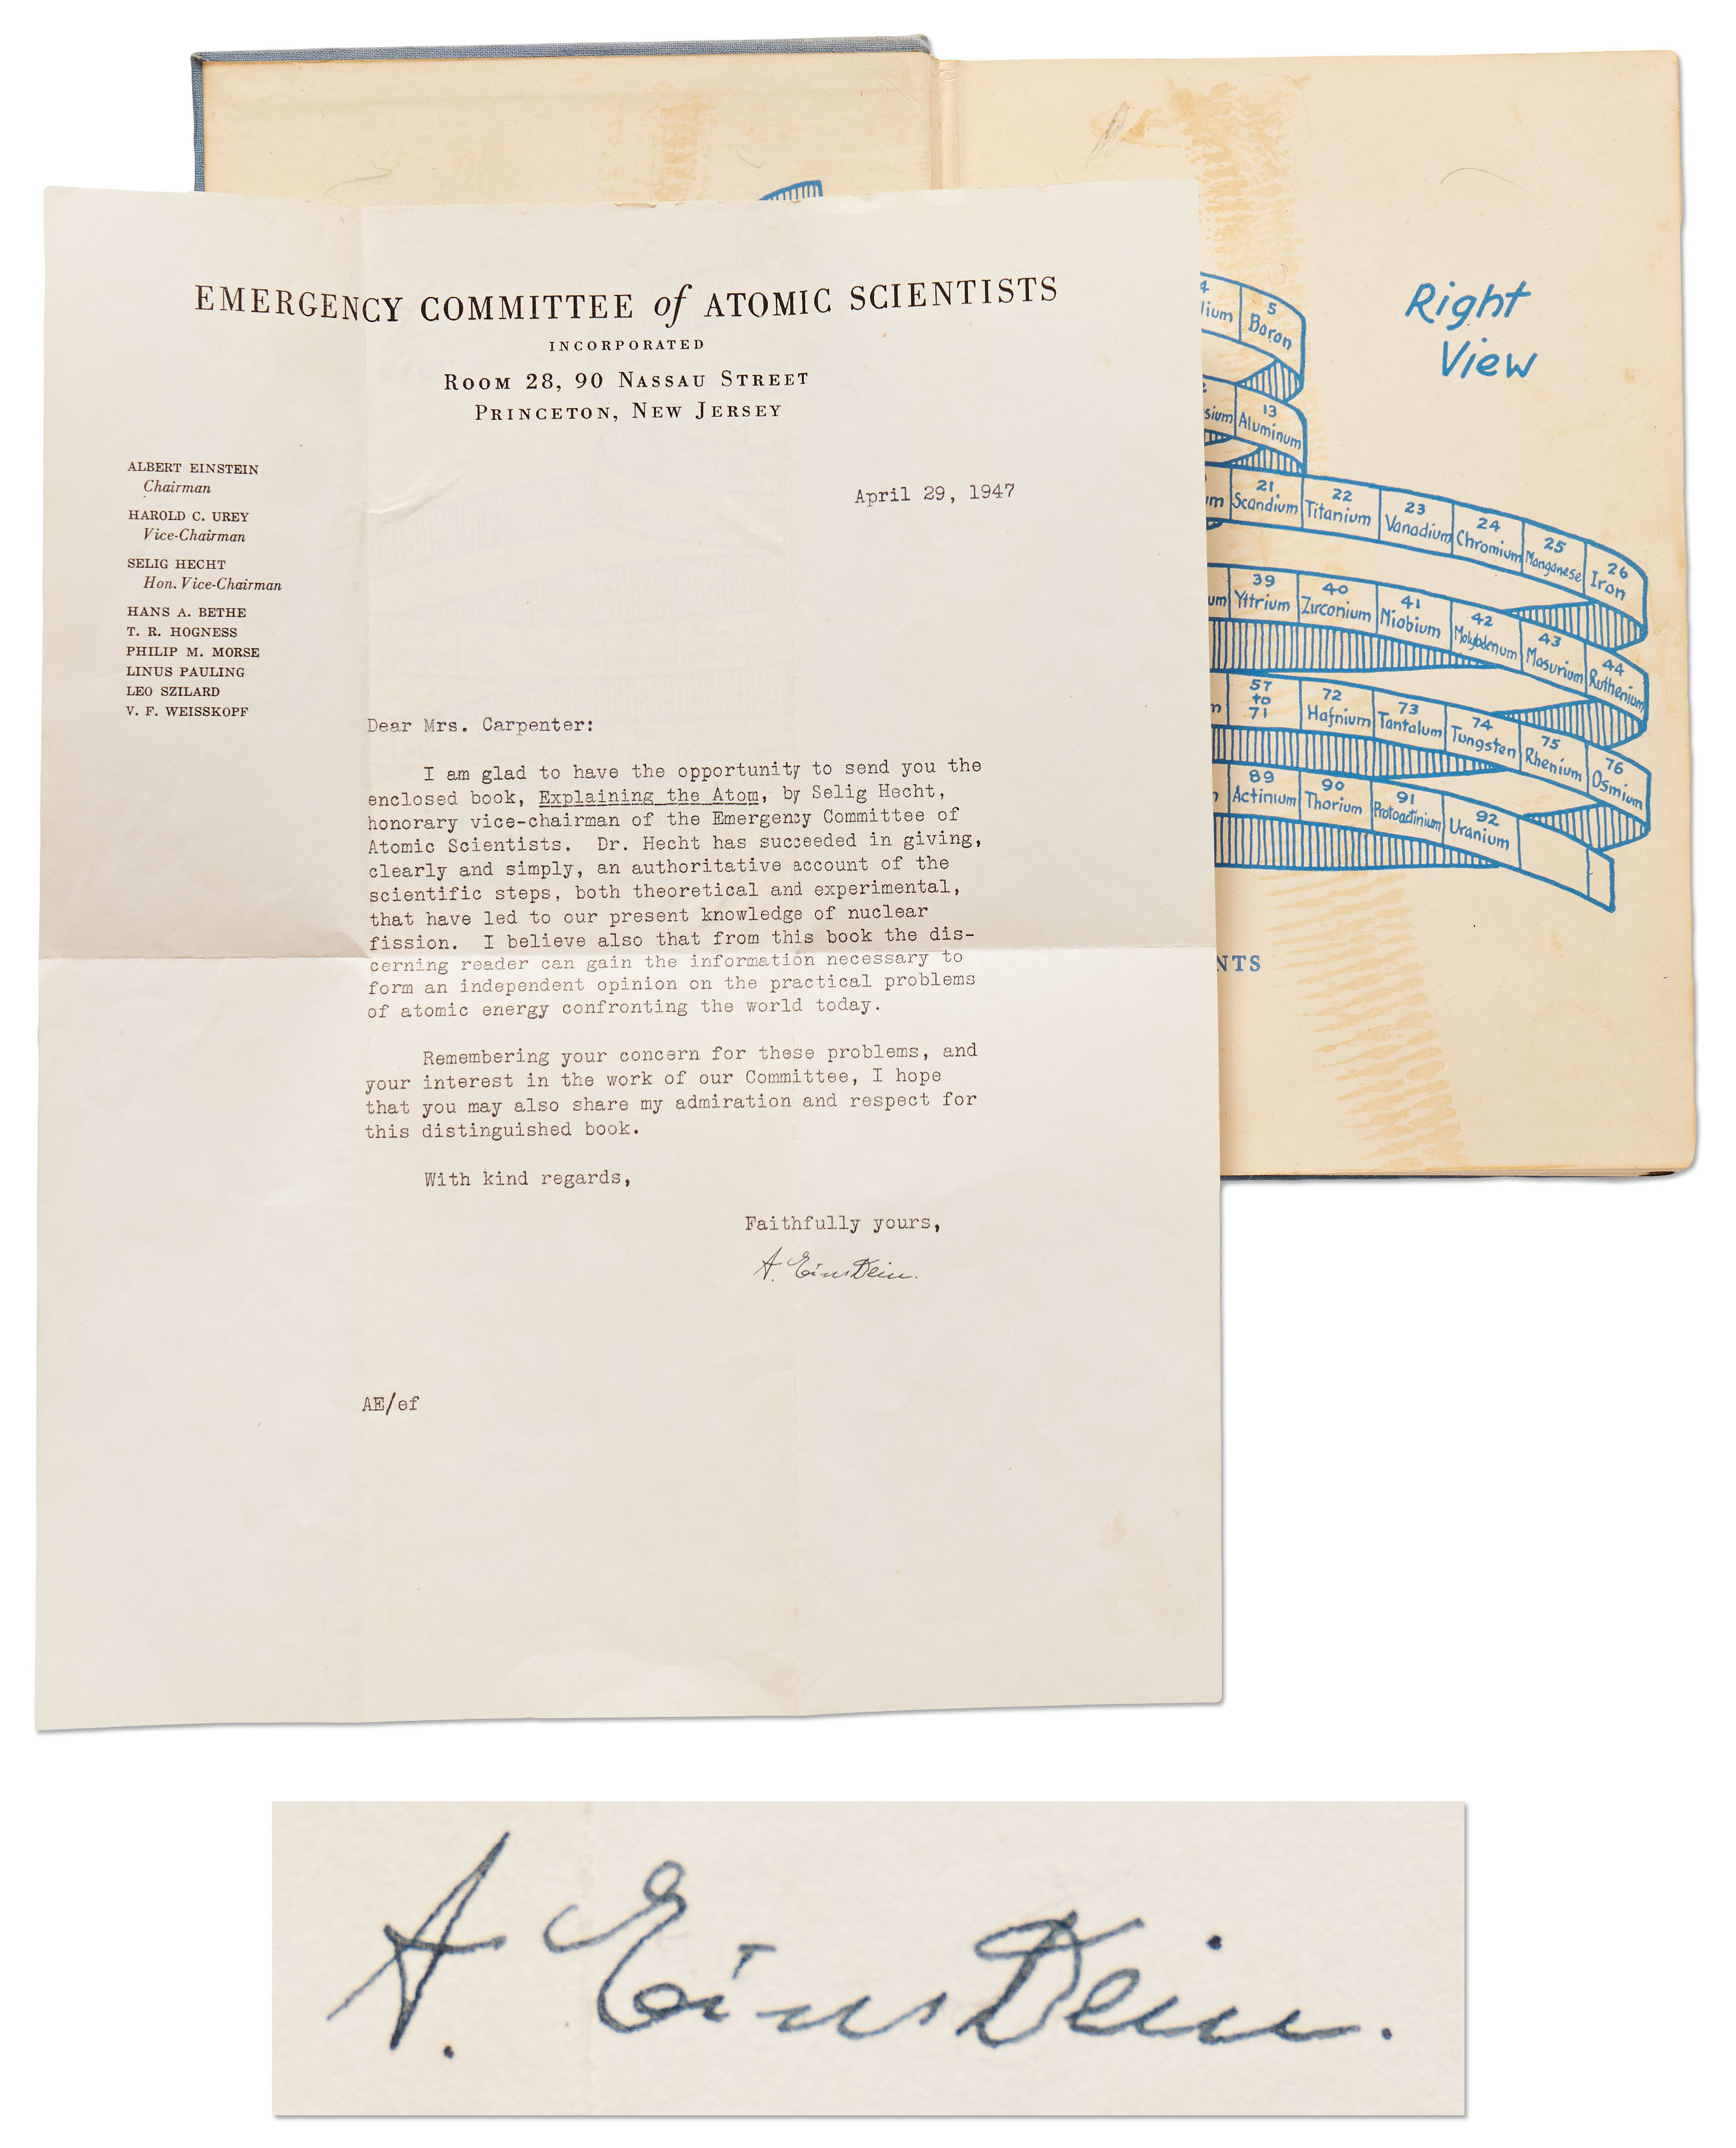 EMERGENCY COMMITTEE of ATOMIC SCIENTISTS
INCORPORATED
ROOM 28, 90 NASSAU STREET
PRINCETON, NEW JERSEY
ALBERT EINSTEIN
Chairman
HAROLD C. UREY
Vice-Chairman
SELIG HECHT
Hon. Vice-Chairman
HANS A. BETHE
T. R. HOGNESS
PHILIP M. MORSE
LINUS PAULING
LEO SZILARD
V. F. WEISSKOPF
April 29, 1947
Dear Mrs. Carpenter:
I am glad to have the opportunity to send you the
enclosed book, Explaining the Atom, by Selig Hecht,
honorary vice-chairman of the Emergency Committee of
Atomic Scientists. Dr. Hecht has succeeded in giving,
clearly and simply, an authoritative account of the
scientific steps, both theoretical and experimental,
that have led to our present knowledge of nuclear
fission. I believe also that from this book the dis-
cerning reader can gain the information necessary to
form an independent opinion on the practical problems
of atomic energy confronting the world today.
Remembering your concern for these problems, and
your interest in the work of our Committee, I hope
that you may also share my admiration and respect for
this distinguished book.
With kind regards,
Faithfully yours,
A. Einstein.
AE/ef
Right
View
4 5
lium Boron
13
sium Aluminum
21 22 23 24 25 26
um Scandium Titanium Vanadium Chromium Manganese Iron
39 40 41 42 43 44
um Yttrium Zirconium Niobium Molybdenum Masurium Ruthenium
57 to 71 72 73 74 75 76
Hafnium Tantalum Tungsten Rhenium Osmium
89 90 91 92
Actinium Thorium Protoactinium Uranium
NTS
A. Einstein.